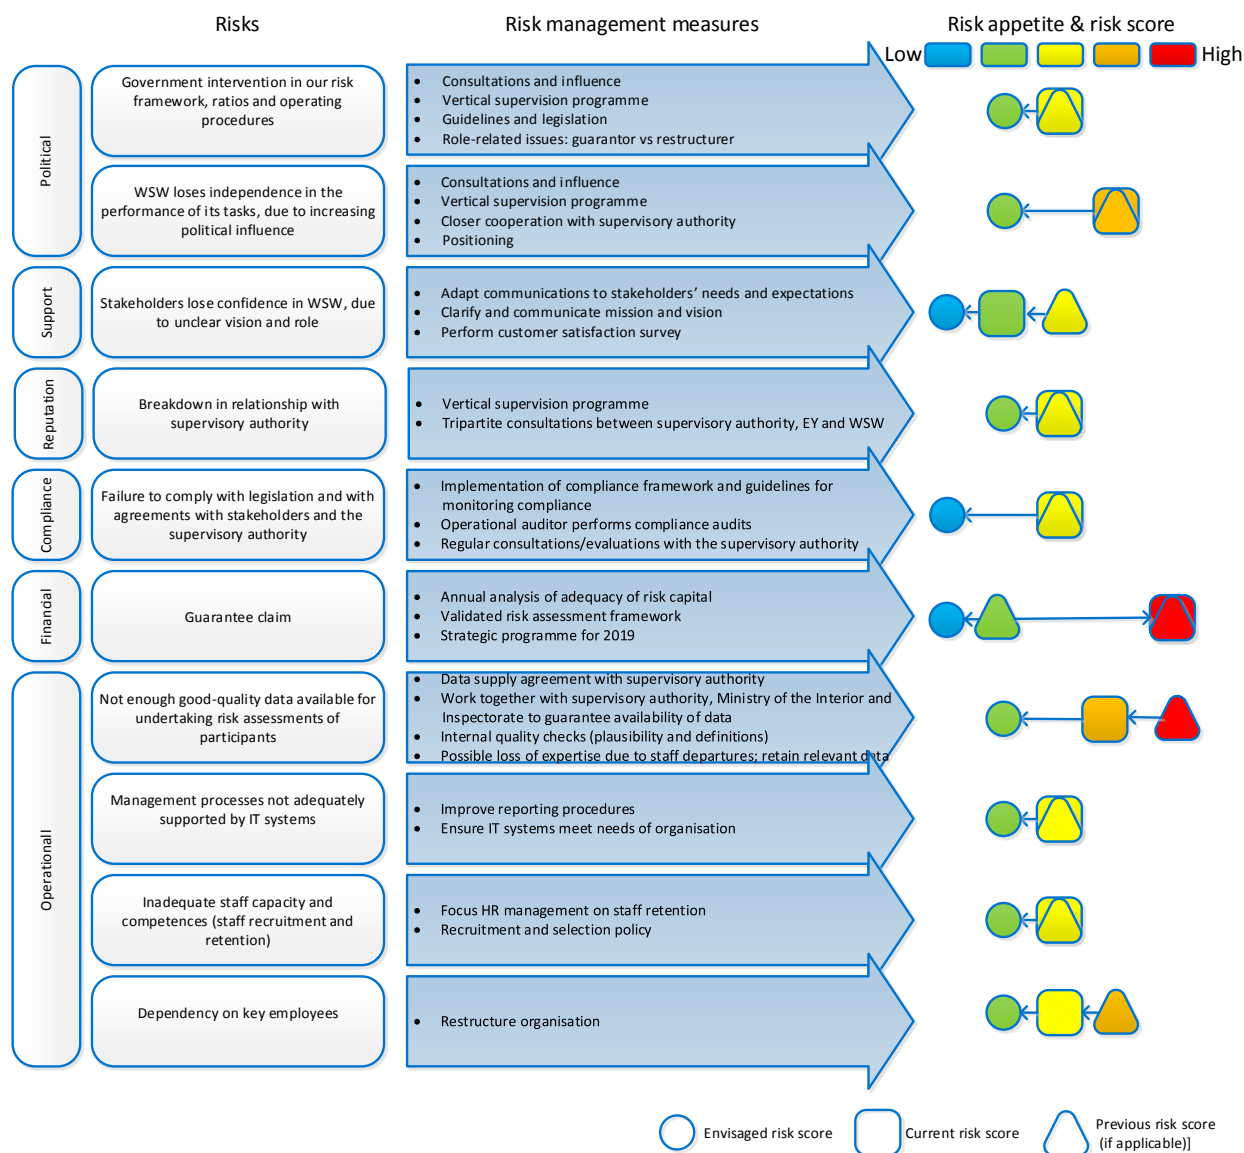 Risks
Risk management measures
Risk appetite & risk score
Low
High
Political
Government intervention in our risk
framework, ratios and operating
procedures
• Consultations and influence
• Vertical supervision programme
• Guidelines and legislation
• Role-related issues: guarantor vs restructurer
WSW loses independence in the
performance of its tasks, due to increasing
political influence
• Consultations and influence
• Vertical supervision programme
• Closer cooperation with supervisory authority
• Positioning
Support
Stakeholders lose confidence in WSW, due
to unclear vision and role
• Adapt communications to stakeholders’ needs and expectations
• Clarify and communicate mission and vision
• Perform customer satisfaction survey
Reputation
Breakdown in relationship with
supervisory authority
• Vertical supervision programme
• Tripartite consultations between supervisory authority, EY and WSW
Compliance
Failure to comply with legislation and with
agreements with stakeholders and the
supervisory authority
• Implementation of compliance framework and guidelines for
monitoring compliance
• Operational auditor performs compliance audits
• Regular consultations/evaluations with the supervisory authority
Financial
Guarantee claim
• Annual analysis of adequacy of risk capital
• Validated risk assessment framework
• Strategic programme for 2019
Operationall
Not enough good-quality data available for
undertaking risk assessments of
participants
• Data supply agreement with supervisory authority
• Work together with supervisory authority, Ministry of the Interior and
Inspectorate to guarantee availability of data
• Internal quality checks (plausibility and definitions)
• Possible loss of expertise due to staff departures; retain relevant data
Management processes not adequately
supported by IT systems
• Improve reporting procedures
• Ensure IT systems meet needs of organisation
Inadequate staff capacity and
competences (staff recruitment and
retention)
• Focus HR management on staff retention
• Recruitment and selection policy
Dependency on key employees
• Restructure organisation
Envisaged risk score
Current risk score
Previous risk score
(if applicable)]